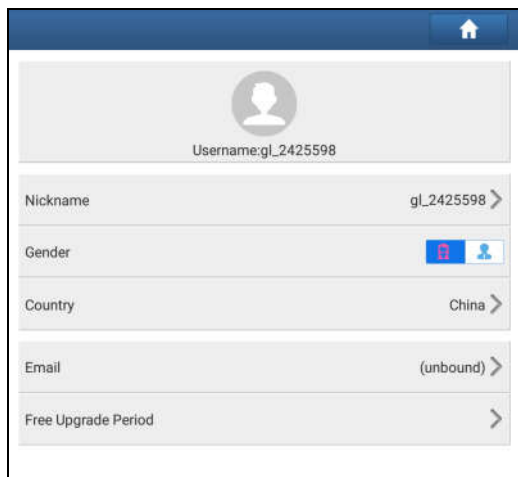 Username:gl_2425598
Nickname gl_2425598
Gender
Country China
Email (unbound)
Free Upgrade Period